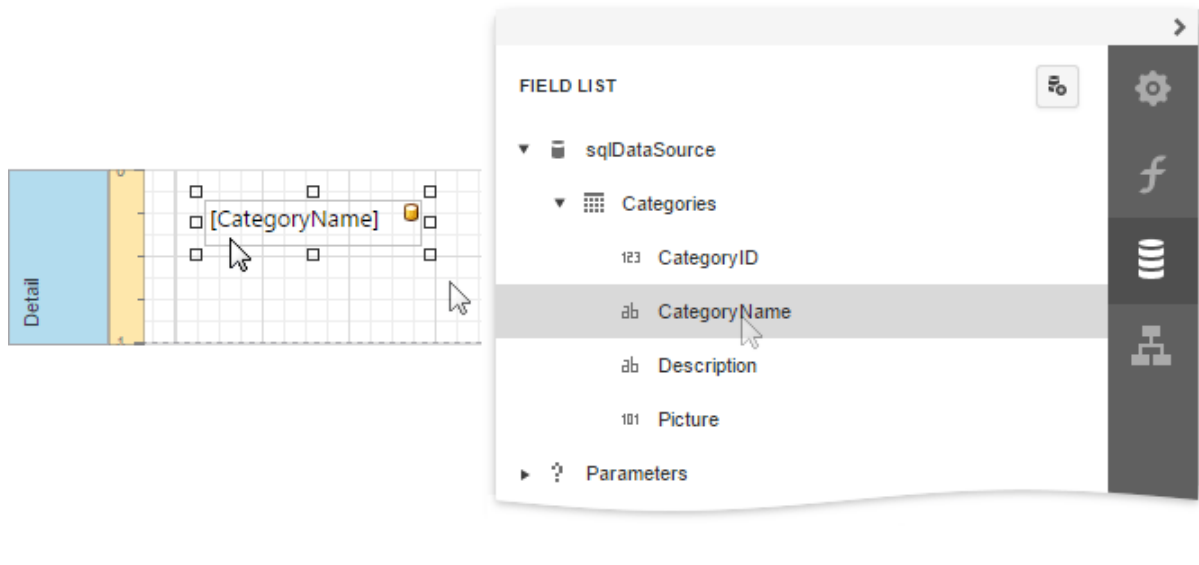 Detail
[CategoryName]
FIELD LIST
sqlDataSource
Categories
123 CategoryID
ab CategoryName
ab Description
101 Picture
? Parameters